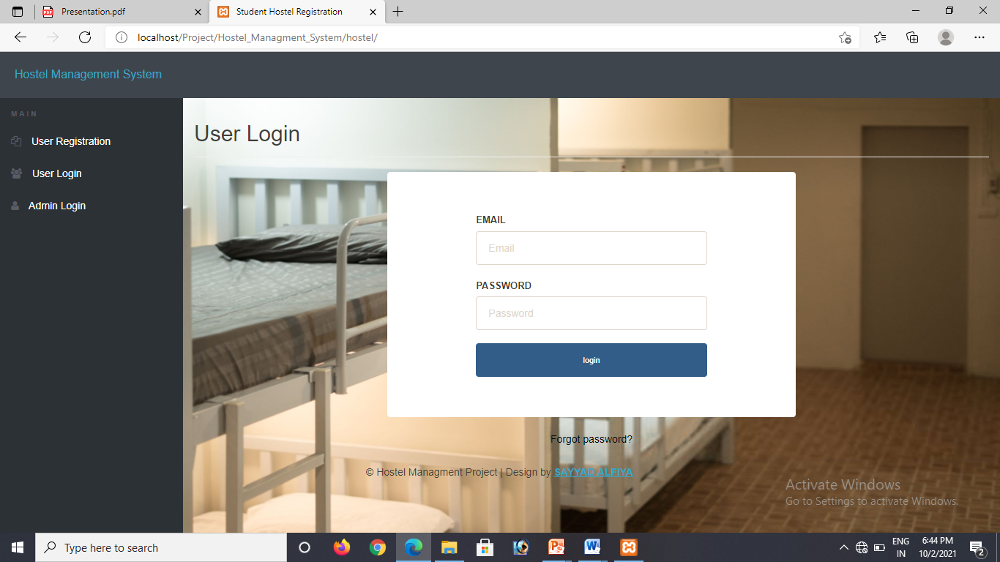 Presentation.pdf
Student Hostel Registration
localhost/Project/Hostel_Managment_System/hostel/
Hostel Management System
MAIN
User Registration
User Login
Admin Login
User Login
EMAIL
Email
PASSWORD
Password
login
Forgot password?
© Hostel Managment Project | Design by SAYYAD ALFIYA
Activate Windows
Go to Settings to activate Windows.
Type here to search
ENG
IN
6:44 PM
10/2/2021
2